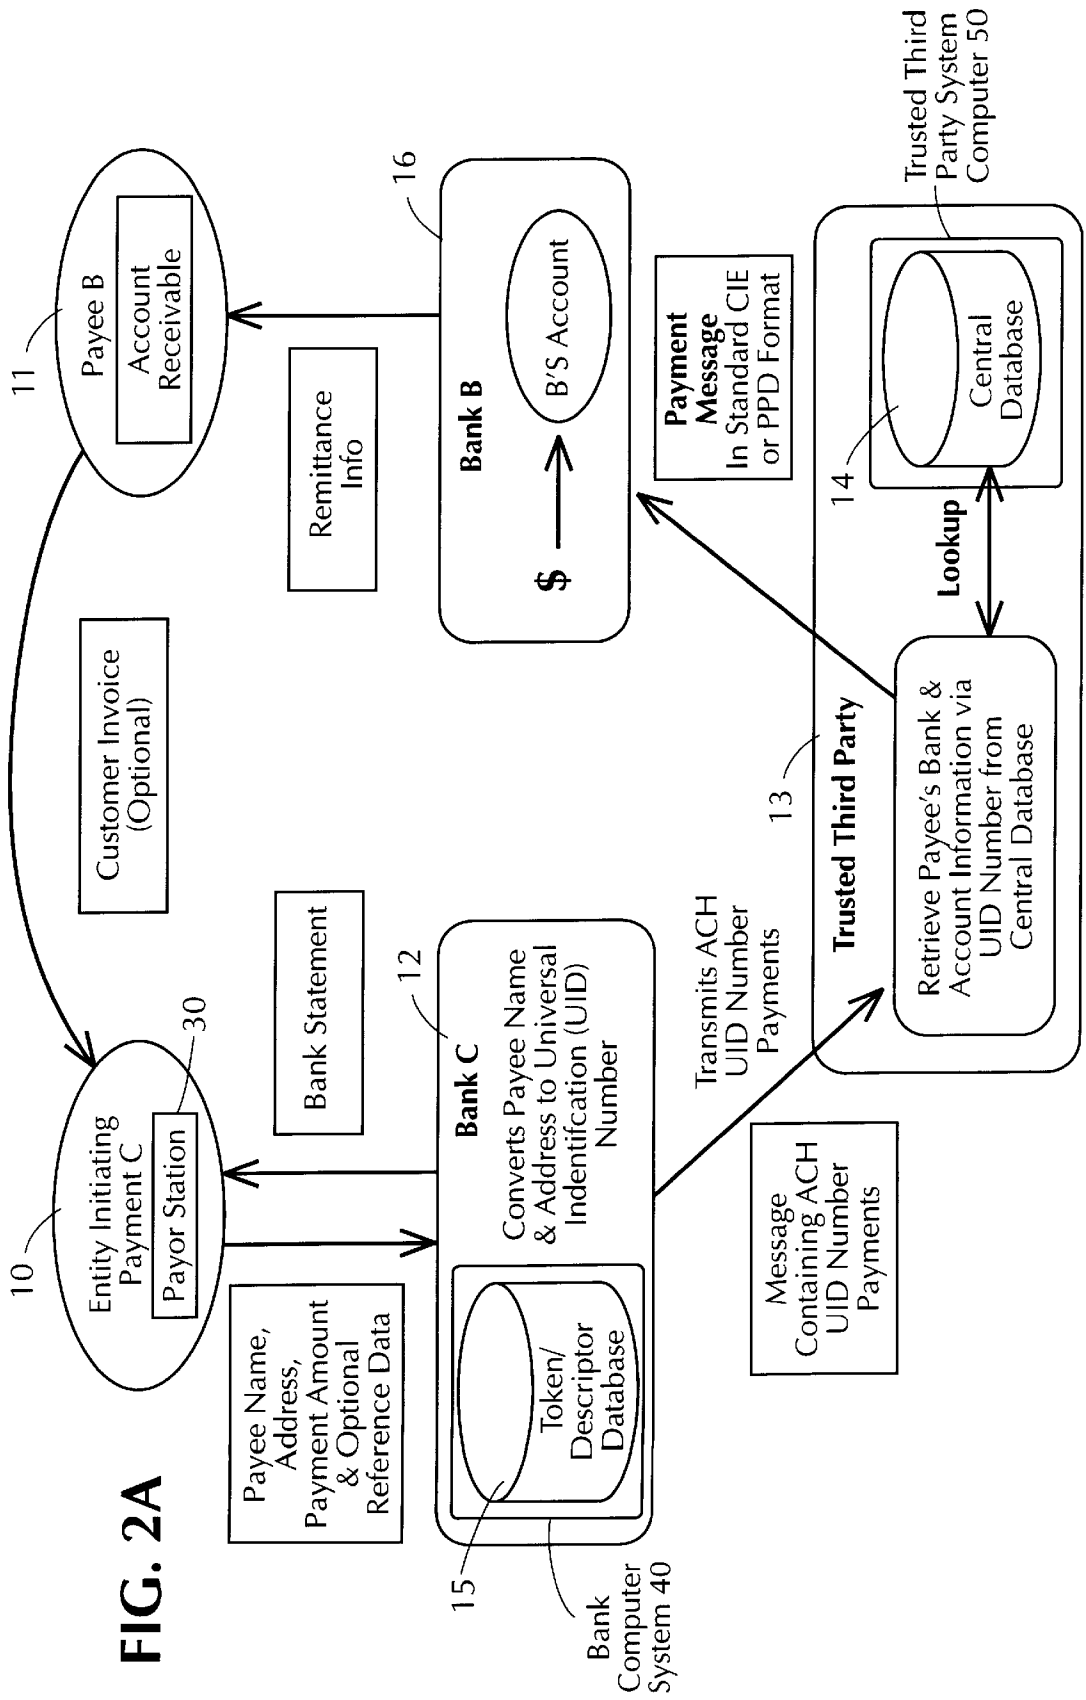 FIG. 2A
10
Entity Initiating
Payment C
Payor Station
30
Customer Invoice
(Optional)
11
Payee B
Account
Receivable
Payee Name,
Address,
Payment Amount
& Optional
Reference Data
Bank Statement
Remittance
Info
15
Token/
Descriptor
Database
Bank
Computer
System 40
12
Bank C
Converts Payee Name
& Address to Universal
Indentifcation (UID)
Number
16
Bank B
$
B'S Account
Message
Containing ACH
UID Number
Payments
Transmits ACH
UID Number
Payments
Payment
Message
In Standard CIE
or PPD Format
13
Trusted Third Party
Retrieve Payee's Bank &
Account Information via
UID Number from
Central Database
Lookup
14
Central
Database
Trusted Third
Party System
Computer 50